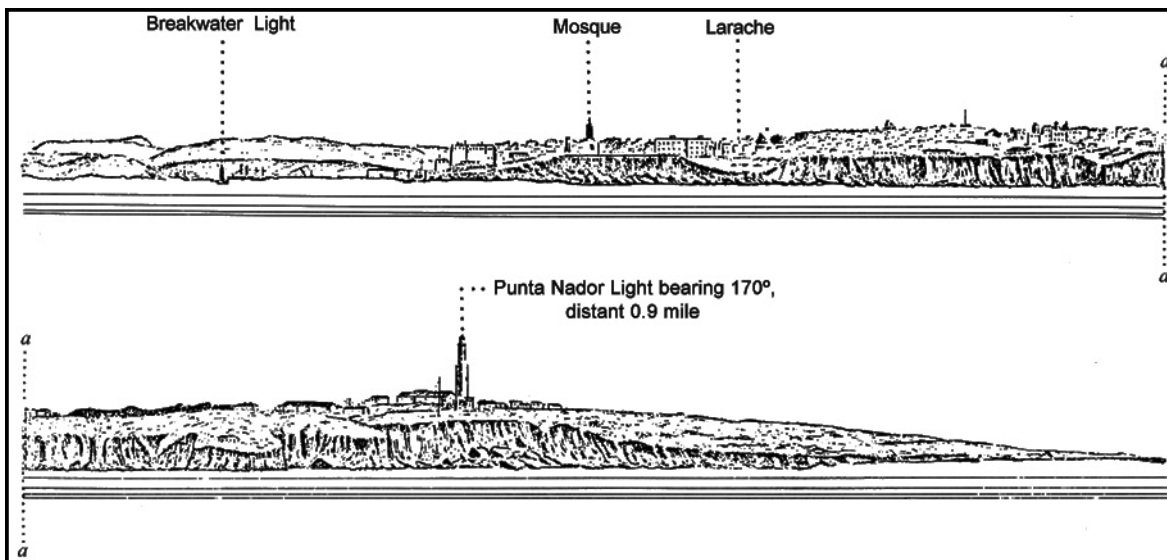 Breakwater Light
Mosque
Larache
a
a
Punta Nador Light bearing 170º,
distant 0.9 mile
a
a